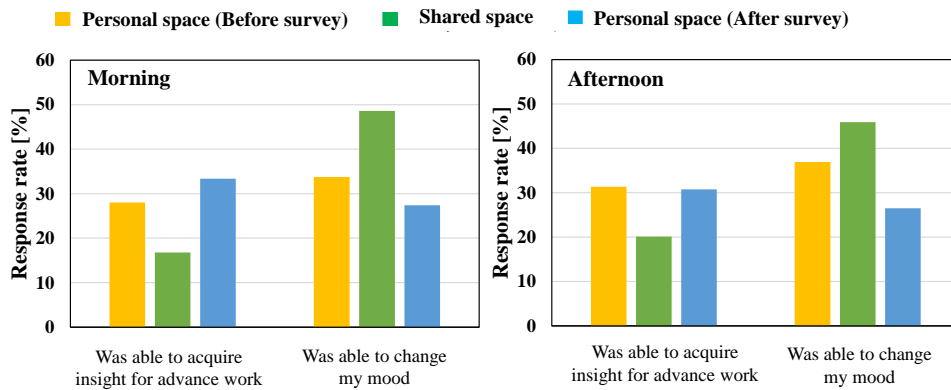 Personal space (Before survey) Shared space Personal space (After survey)
Morning
Response rate [%]
60
50
40
30
20
10
0
Was able to acquire
insight for advance work
Was able to change
my mood
Afternoon
Response rate [%]
60
50
40
30
20
10
0
Was able to acquire
insight for advance work
Was able to change
my mood